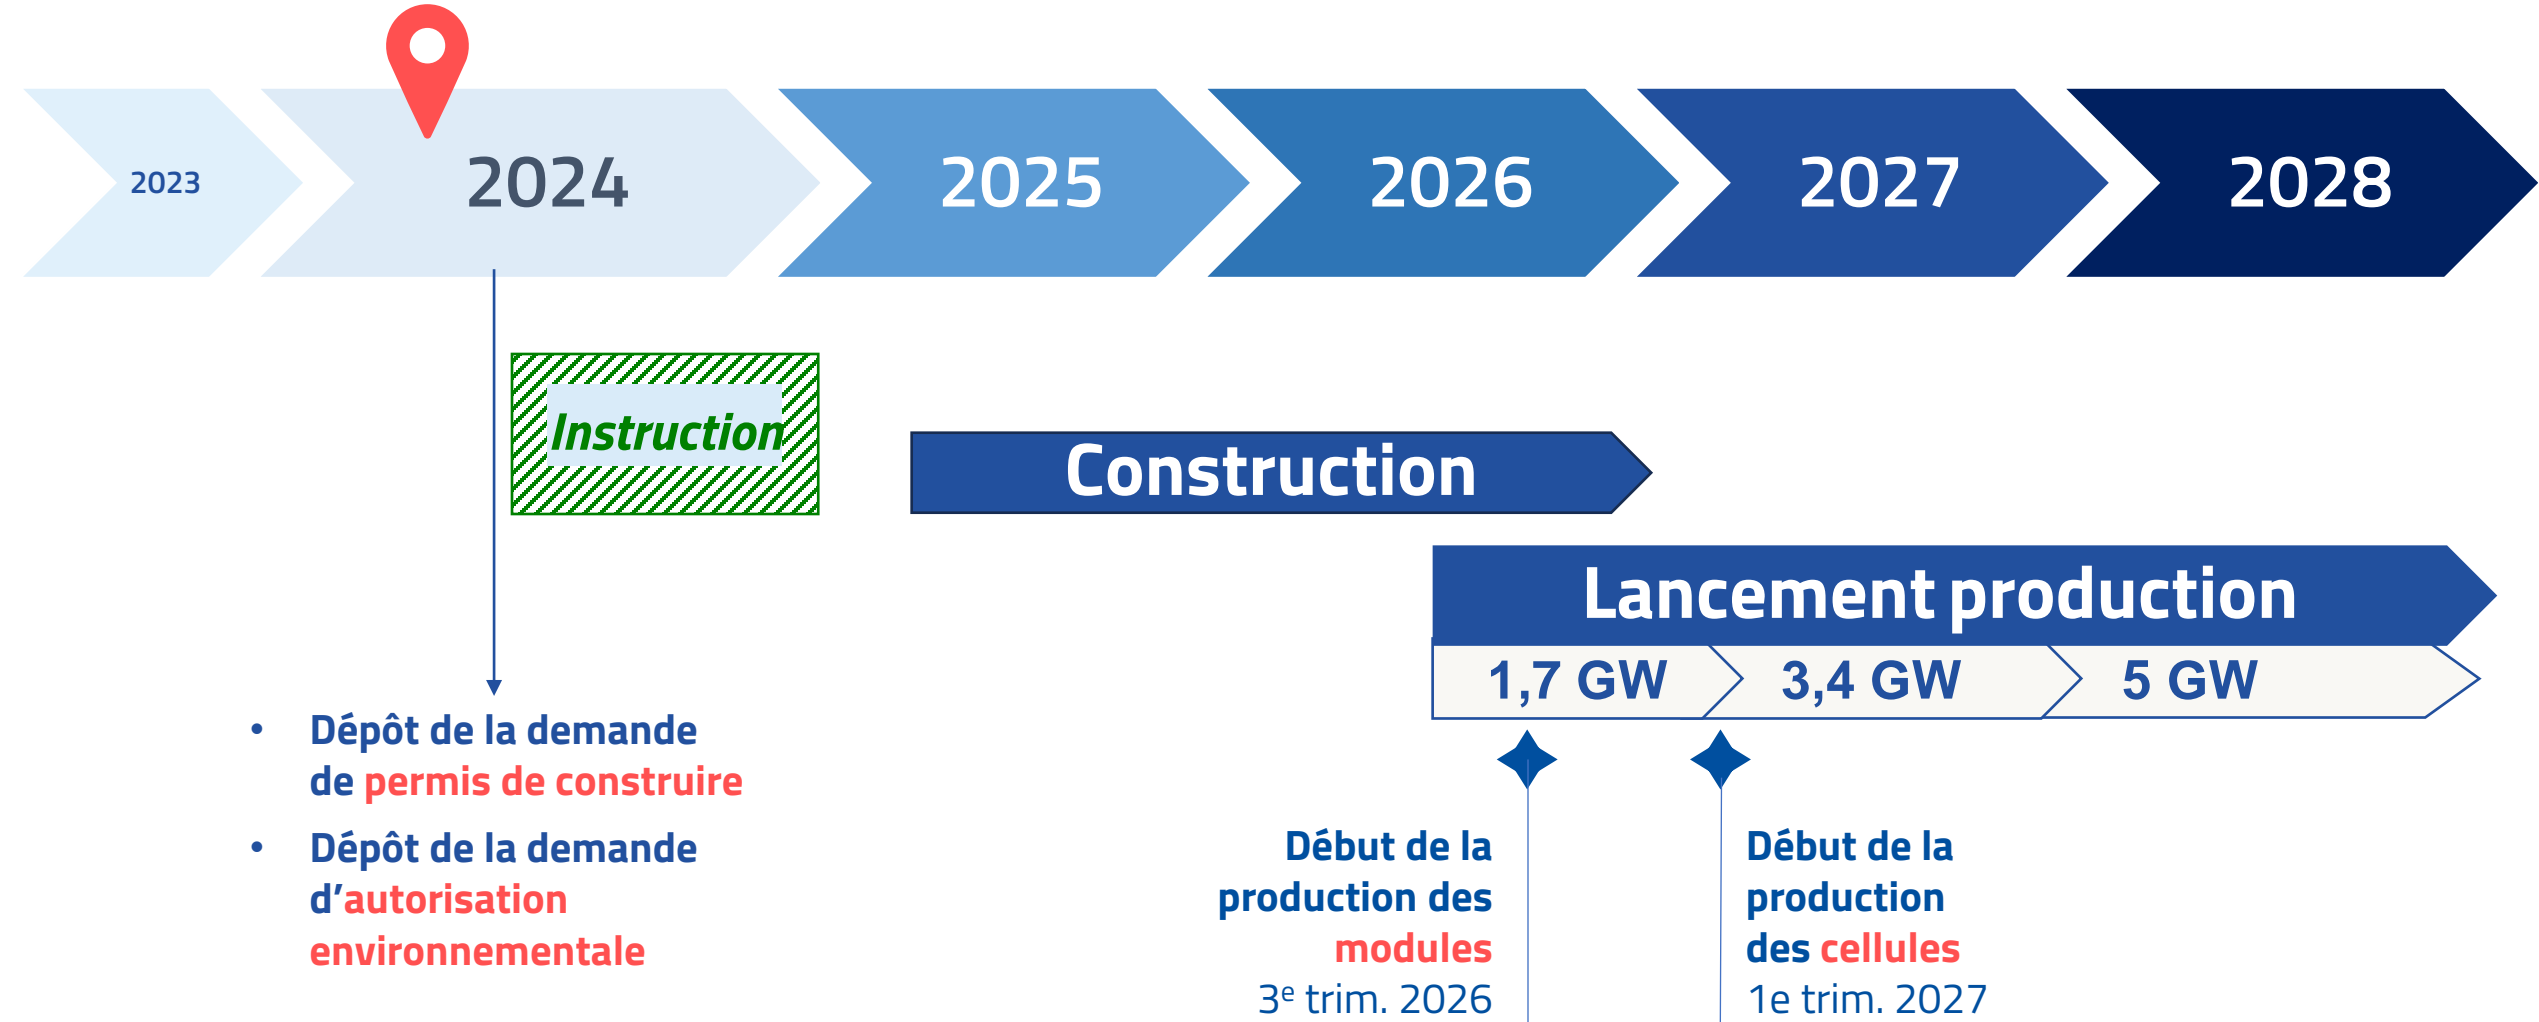 2023
2024
2025
2026
2027
2028
Instruction
Construction
Lancement production
1,7 GW
3,4 GW
5 GW
• Dépôt de la demande
de permis de construire
• Dépôt de la demande
d’autorisation
environnementale
Début de la
production des
modules
3e trim. 2026
Début de la
production
des cellules
1e trim. 2027